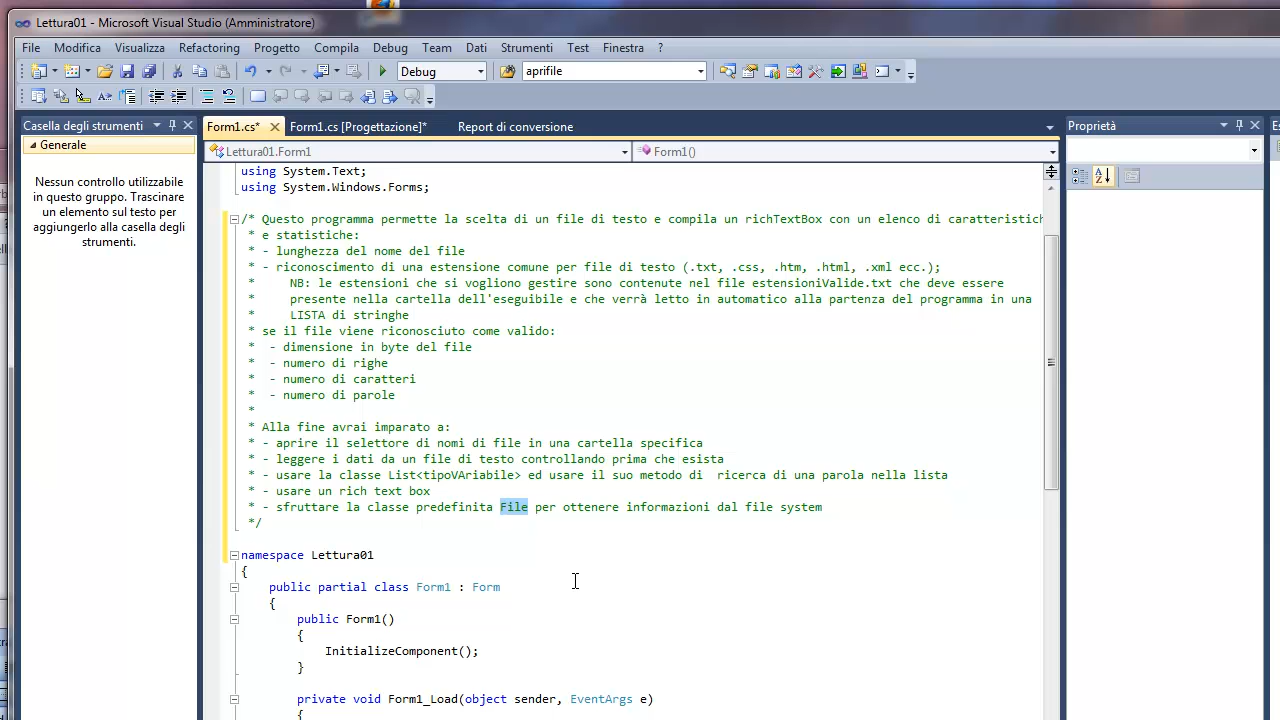 Lettura01 - Microsoft Visual Studio (Amministratore)
File Modifica Visualizza Refactoring Progetto Compila Debug Team Dati Strumenti Test Finestra ?
Debug aprifile
Casella degli strumenti
Form1.cs* Form1.cs [Progettazione]* Report di conversione
Proprietà
Generale
Lettura01.Form1 Form1()
Nessun controllo utilizzabile
in questo gruppo. Trascinare
un elemento sul testo per
aggiungerlo alla casella degli
strumenti.
using System.Text;
using System.Windows.Forms;
/* Questo programma permette la scelta di un file di testo e compila un richTextBox con un elenco di caratteristich
* e statistiche:
* - lunghezza del nome del file
* - riconoscimento di una estensione comune per file di testo (.txt, .css, .htm, .html, .xml ecc.);
* NB: le estensioni che si vogliono gestire sono contenute nel file estensioniValide.txt che deve essere
* presente nella cartella dell'eseguibile e che verrà letto in automatico alla partenza del programma in una
* LISTA di stringhe
* se il file viene riconosciuto come valido:
* - dimensione in byte del file
* - numero di righe
* - numero di caratteri
* - numero di parole
*
* Alla fine avrai imparato a:
* - aprire il selettore di nomi di file in una cartella specifica
* - leggere i dati da un file di testo controllando prima che esista
* - usare la classe List<tipoVAriabile> ed usare il suo metodo di  ricerca di una parola nella lista
* - usare un rich text box
* - sfruttare la classe predefinita File per ottenere informazioni dal file system
*/
namespace Lettura01
{
public partial class Form1 : Form
{
public Form1()
{
InitializeComponent();
}
private void Form1_Load(object sender, EventArgs e)
{